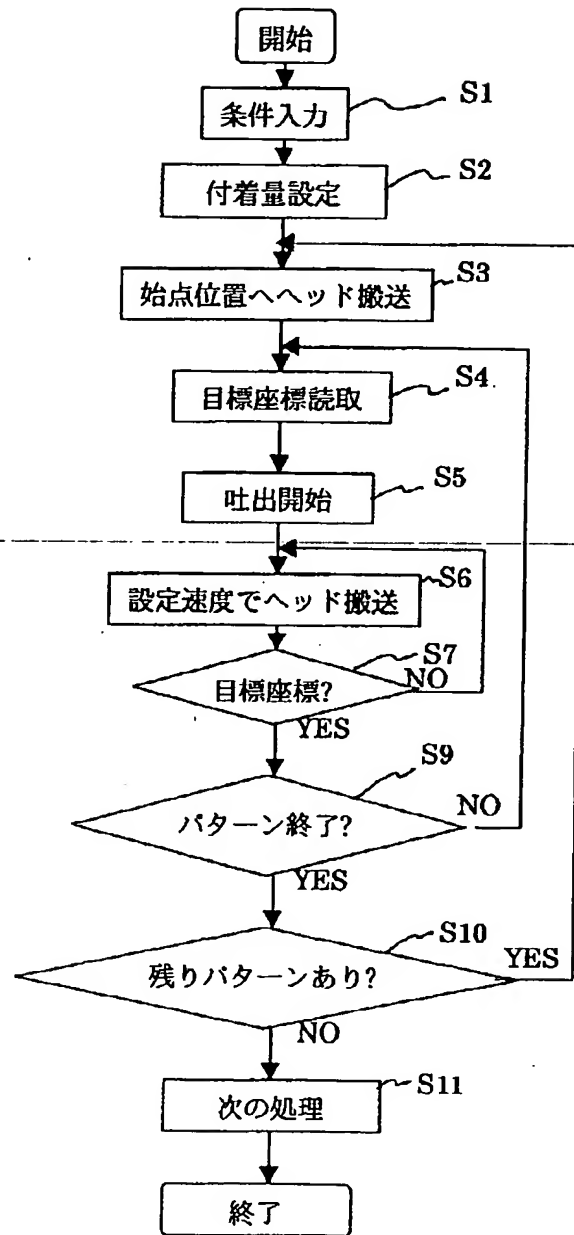 開始
条件入力
S1
付着量設定
S2
始点位置へヘッド搬送
S3
目標座標読取
S4
吐出開始
S5
設定速度でヘッド搬送
S6
目標座標?
S7
NO
YES
パターン終了?
S9
NO
YES
残りパターンあり?
S10
YES
NO
次の処理
S11
終了